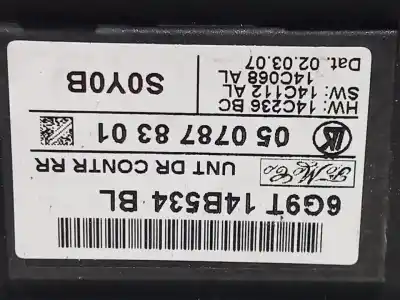 6G9T 14B534 BL
FoMoCo
UNT DR CONTR RR
05 0787 83 01
HW: 14C236 BC
SW: 14C112 AL
14C068 AL
Dat. 02.03.07
S0Y0B